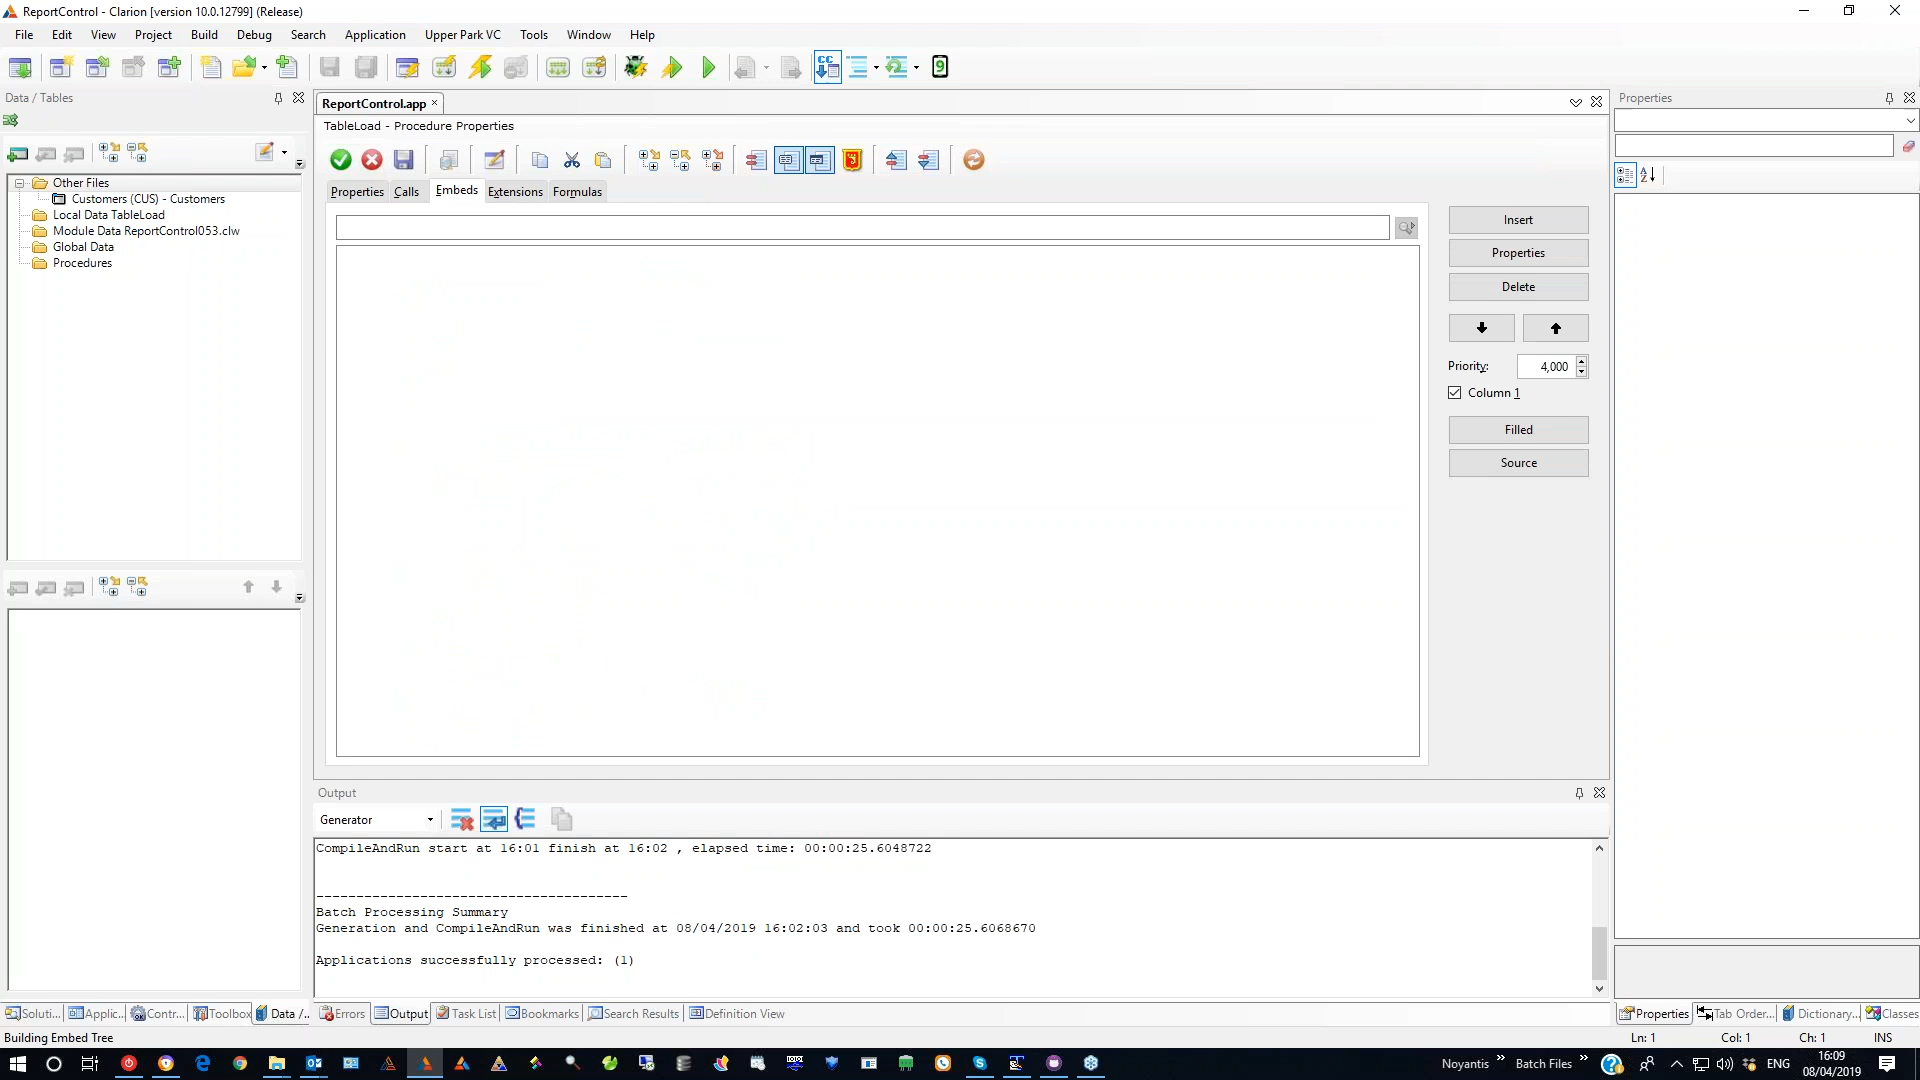 ReportControl - Clarion [version 10.0.12799] (Release)
File Edit View Project Build Debug Search Application Upper Park VC Tools Window Help
Data / Tables
ReportControl.app
Properties
TableLoad - Procedure Properties
Properties Calls Embeds Extensions Formulas
Other Files
Customers (CUS) - Customers
Local Data TableLoad
Module Data ReportControl053.clw
Global Data
Procedures
Insert
Properties
Delete
Priority: 4,000
Column 1
Filled
Source
Output
Generator
CompileAndRun start at 16:01 finish at 16:02 , elapsed time: 00:00:25.6048722
---------------------------------------
Batch Processing Summary
Generation and CompileAndRun was finished at 08/04/2019 16:02:03 and took 00:00:25.6068670
Applications successfully processed: (1)
Soluti... Applic... Contr... Toolbox Data /... Errors Output Task List Bookmarks Search Results Definition View Properties Tab Order... Dictionary... Classes
Building Embed Tree Ln: 1 Col: 1 Ch: 1 INS
Noyantis Batch Files ENG 16:09
08/04/2019